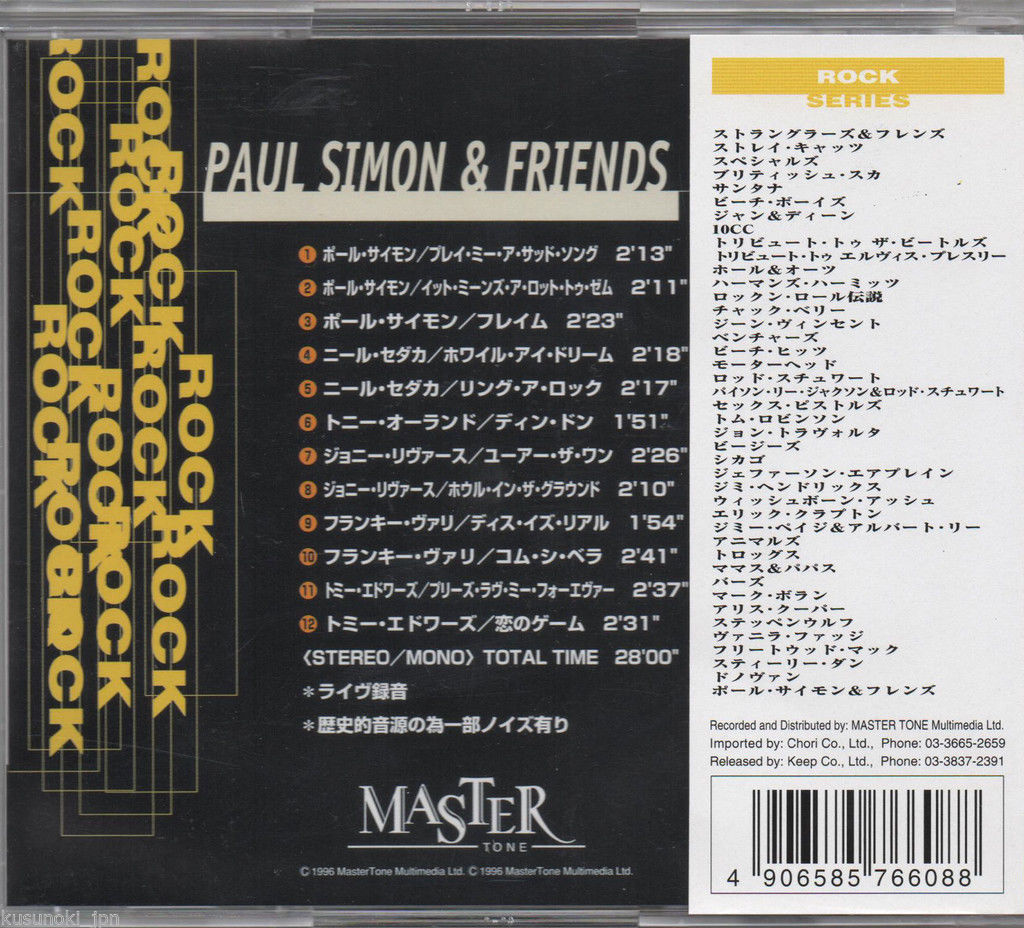 ROCK
ROCK
ROCK
ROCK
ROCK
ROCK
ROCK
ROCK
ROCK
ROCK
ROCK
ROCK
PAUL SIMON & FRIENDS
1 ポール・サイモン／プレイ・ミー・ア・サッド・ソング 2'13"
2 ポール・サイモン／イット・ミーンズ・ア・ロット・トゥ・ゼム 2'11"
3 ポール・サイモン／フレイム 2'23"
4 ニール・セダカ／ホワイル・アイ・ドリーム 2'18"
5 ニール・セダカ／リング・ア・ロック 2'17"
6 トニー・オーランド／ディン・ドン 1'51"
7 ジョニー・リヴァース／ユーアー・ザ・ワン 2'26"
8 ジョニー・リヴァース／ホウル・イン・ザ・グラウンド 2'10"
9 フランキー・ヴァリ／ディス・イズ・リアル 1'54"
10 フランキー・ヴァリ／コム・シ・ベラ 2'41"
11 トミー・エドワーズ／プリーズ・ラヴ・ミー・フォーエヴァー 2'37"
12 トミー・エドワーズ／恋のゲーム 2'31"
〈STEREO／MONO〉 TOTAL TIME 28'00"
＊ライヴ録音
＊歴史的音源の為一部ノイズ有り
MASTER
TONE
©1996 MasterTone Multimedia Ltd. ©1996 MasterTone Multimedia Ltd.
ROCK
SERIES
ストラングラーズ&フレンズ
ストレイ・キャッツ
スペシャルズ
ブリティッシュ・スカ
サンタナ
ビーチ・ボーイズ
ジャン&ディーン
10CC
トリビュート・トゥ ザ・ビートルズ
トリビュート・トゥ エルヴィス・プレスリー
ホール&オーツ
ハーマンズ・ハーミッツ
ロックン・ロール伝説
チャック・ベリー
ジーン・ヴィンセント
ベンチャーズ
ビーチ・ヒッツ
モーターヘッド
ロッド・スチュワート
パイソン・リー・ジャクソン&ロッド・スチュワート
セックス・ピストルズ
トム・ロビンソン
ジョン・トラヴォルタ
ビージーズ
シカゴ
ジェファーソン・エアプレイン
ジミ・ヘンドリックス
ウィッシュボーン・アッシュ
エリック・クラプトン
ジミー・ペイジ&アルバート・リー
アニマルズ
トロッグス
ママス&パパス
バーズ
マーク・ボラン
アリス・クーパー
ステッペンウルフ
ヴァニラ・ファッジ
フリートウッド・マック
スティーリー・ダン
ドノヴァン
ポール・サイモン&フレンズ
Recorded and Distributed by: MASTER TONE Multimedia Ltd.
Imported by: Chori Co., Ltd., Phone: 03-3665-2659
Released by: Keep Co., Ltd., Phone: 03-3837-2391
4 906585 766088
kusunoki_jpn